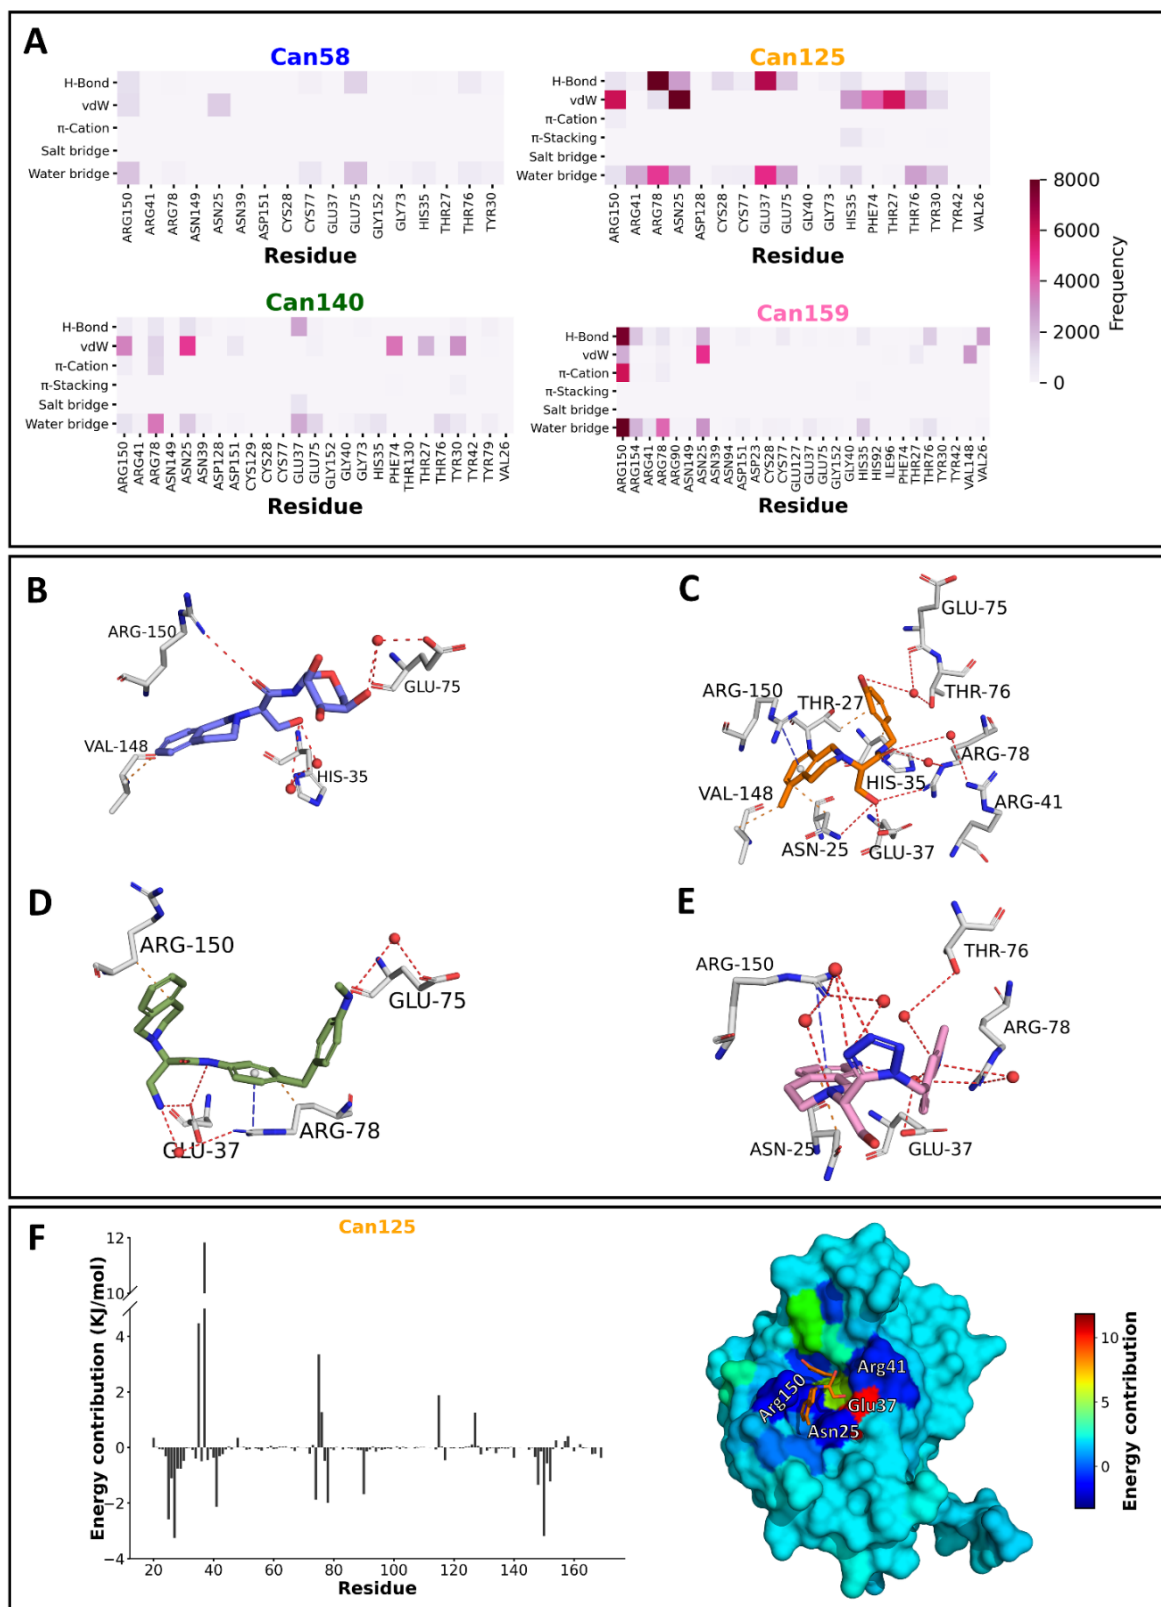 A
Can58
H-Bond
vdW
π-Cation
Salt bridge
Water bridge
ARG150 ARG41 ARG78 ASN149 ASN25 ASN39 ASP151 CYS28 CYS77 GLU37 GLU75 GLY152 GLY73 HIS35 THR27 THR76 TYR30
Residue
Can125
H-Bond
vdW
π-Cation
π-Stacking
Salt bridge
Water bridge
ARG150 ARG41 ARG78 ASN25 ASP128 CYS28 CYS77 GLU37 GLU75 GLY40 GLY73 HIS35 PHE74 THR27 THR76 TYR30 TYR42 VAL26
Residue
8000
6000
4000
2000
0
Frequency
Can140
H-Bond
vdW
π-Cation
π-Stacking
Salt bridge
Water bridge
ARG150 ARG41 ARG78 ASN149 ASN25 ASN39 ASP128 ASP151 CYS129 CYS28 CYS77 GLU37 GLU75 GLY152 GLY40 GLY73 HIS35 PHE74 THR130 THR27 THR76 TYR30 TYR42 TYR79 VAL26
Residue
Can159
H-Bond
vdW
π-Cation
π-Stacking
Salt bridge
Water bridge
ARG150 ARG154 ARG41 ARG78 ARG90 ASN149 ASN25 ASN39 ASN94 ASP151 ASP23 CYS28 CYS77 GLU127 GLU37 GLU75 GLY152 GLY40 HIS35 HIS92 ILE96 PHE74 THR27 THR76 TYR30 TYR42 VAL148 VAL26
Residue
B
ARG-150
GLU-75
VAL-148
HIS-35
C
GLU-75
THR-76
ARG-150
THR-27
ARG-78
HIS-35
VAL-148
ARG-41
ASN-25
GLU-37
D
ARG-150
GLU-75
GLU-37
ARG-78
E
THR-76
ARG-150
ARG-78
ASN-25
GLU-37
F
Can125
Energy contribution (KJ/mol)
12
10
4
2
0
−2
−4
20 40 60 80 100 120 140 160
Residue
Arg41
Arg150
Glu37
Asn25
10
5
0
Energy contribution